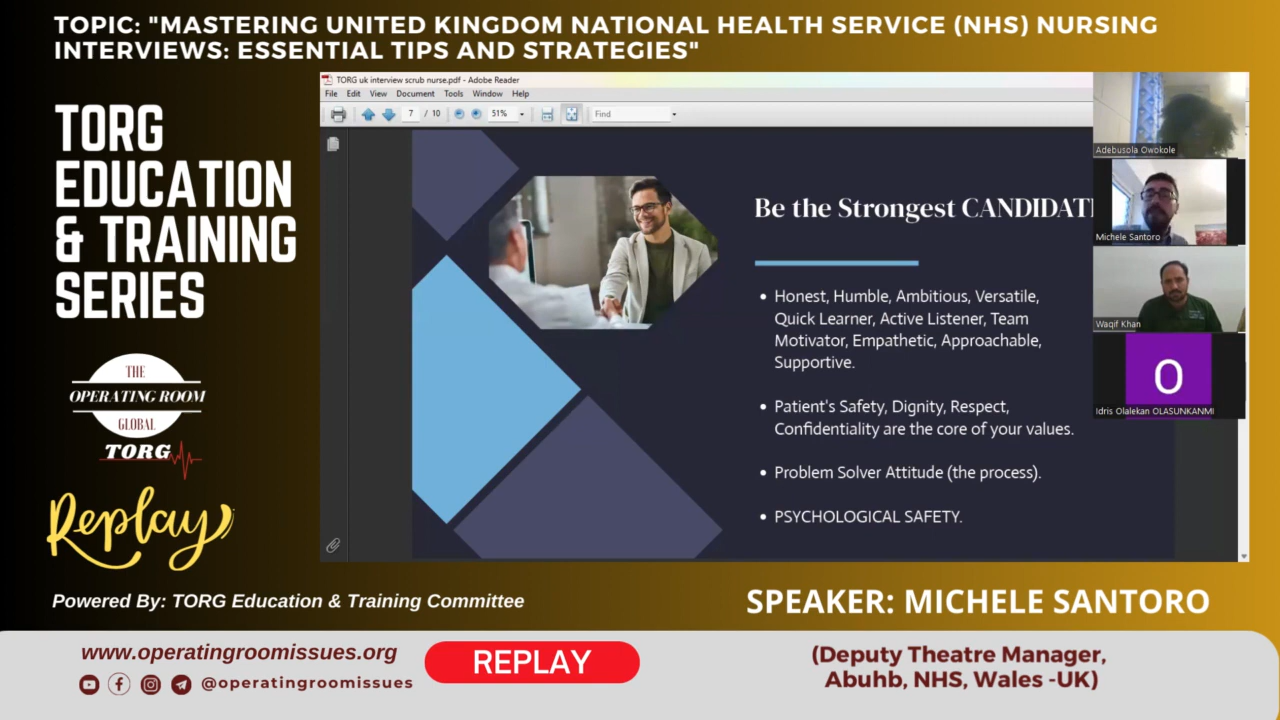 TOPIC: "MASTERING UNITED KINGDOM NATIONAL HEALTH SERVICE (NHS) NURSING
INTERVIEWS: ESSENTIAL TIPS AND STRATEGIES"
TORG
EDUCATION
& TRAINING
SERIES
THE
OPERATING ROOM
GLOBAL
TORG
Replay
TORG uk interview scrub nurse.pdf - Adobe Reader
File Edit View Document Tools Window Help
7 / 10 51% Find
Be the Strongest CANDIDAT
• Honest, Humble, Ambitious, Versatile,
Quick Learner, Active Listener, Team
Motivator, Empathetic, Approachable,
Supportive.
• Patient's Safety, Dignity, Respect,
Confidentiality are the core of your values.
• Problem Solver Attitude (the process).
• PSYCHOLOGICAL SAFETY.
Adebusola Owokole
Michele Santoro
Waqif Khan
O
Idris Olalekan OLASUNKANMI
Powered By: TORG Education & Training Committee
SPEAKER: MICHELE SANTORO
www.operatingroomissues.org
@operatingroomissues
REPLAY
(Deputy Theatre Manager,
Abuhb, NHS, Wales -UK)